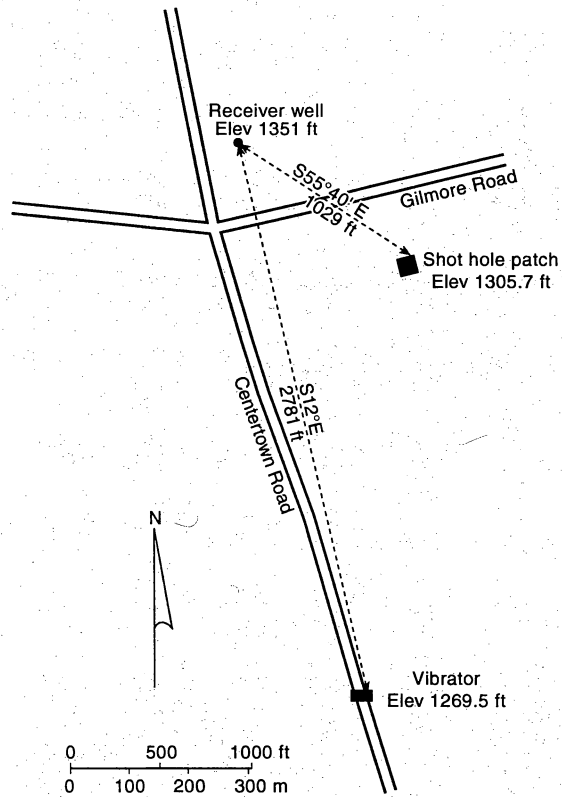 Receiver well
Elev 1351 ft
S55°40' E
1029 ft
Gilmore Road
Shot hole patch
Elev 1305.7 ft
S12°E
2781 ft
Centertown Road
N
Vibrator
Elev 1269.5 ft
0 500 1000 ft
0 100 200 300 m